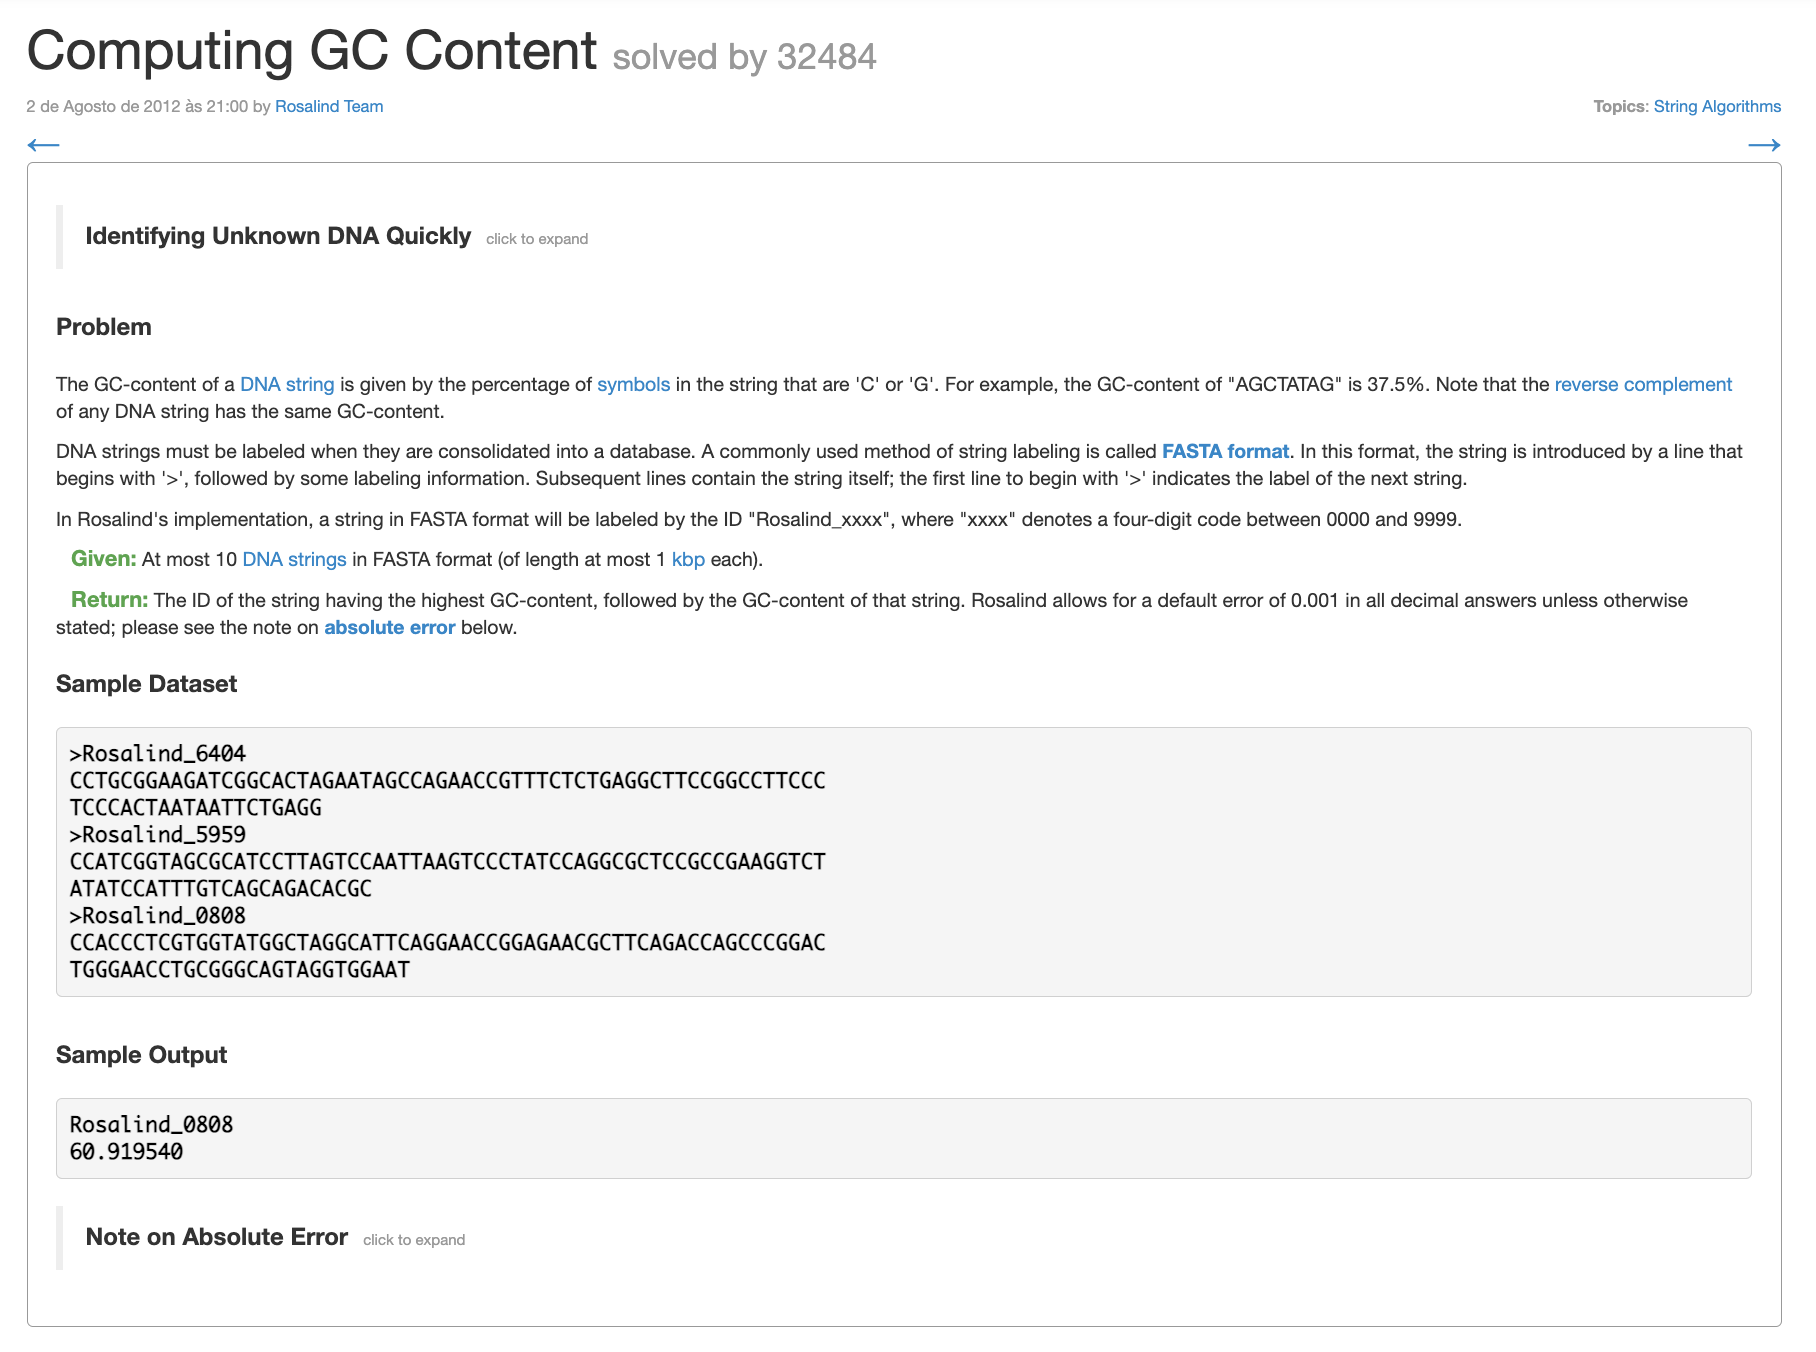 Computing GC Content solved by 32484
2 de Agosto de 2012 às 21:00 by Rosalind Team
Topics: String Algorithms
Identifying Unknown DNA Quickly click to expand
Problem
The GC-content of a DNA string is given by the percentage of symbols in the string that are 'C' or 'G'. For example, the GC-content of "AGCTATAG" is 37.5%. Note that the reverse complement
of any DNA string has the same GC-content.
DNA strings must be labeled when they are consolidated into a database. A commonly used method of string labeling is called FASTA format. In this format, the string is introduced by a line that
begins with '>', followed by some labeling information. Subsequent lines contain the string itself; the first line to begin with '>' indicates the label of the next string.
In Rosalind's implementation, a string in FASTA format will be labeled by the ID "Rosalind_xxxx", where "xxxx" denotes a four-digit code between 0000 and 9999.
Given: At most 10 DNA strings in FASTA format (of length at most 1 kbp each).
Return: The ID of the string having the highest GC-content, followed by the GC-content of that string. Rosalind allows for a default error of 0.001 in all decimal answers unless otherwise
stated; please see the note on absolute error below.
Sample Dataset
>Rosalind_6404
CCTGCGGAAGATCGGCACTAGAATAGCCAGAACCGTTTCTCTGAGGCTTCCGGCCTTCCC
TCCCACTAATAATTCTGAGG
>Rosalind_5959
CCATCGGTAGCGCATCCTTAGTCCAATTAAGTCCCTATCCAGGCGCTCCGCCGAAGGTCT
ATATCCATTTGTCAGCAGACACGC
>Rosalind_0808
CCACCCTCGTGGTATGGCTAGGCATTCAGGAACCGGAGAACGCTTCAGACCAGCCCGGAC
TGGGAACCTGCGGGCAGTAGGTGGAAT
Sample Output
Rosalind_0808
60.919540
Note on Absolute Error click to expand